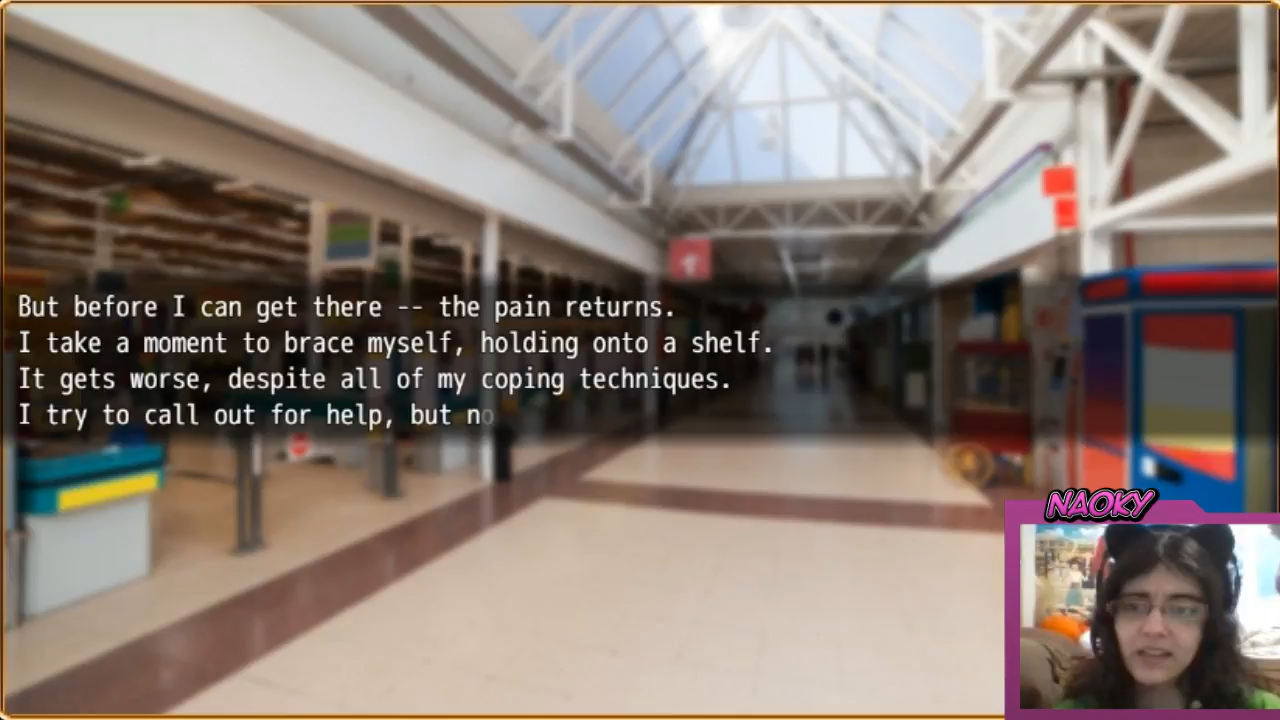 But before I can get there -- the pain returns.
I take a moment to brace myself, holding onto a shelf.
It gets worse, despite all of my coping techniques.
I try to call out for help, but no
NAOKY